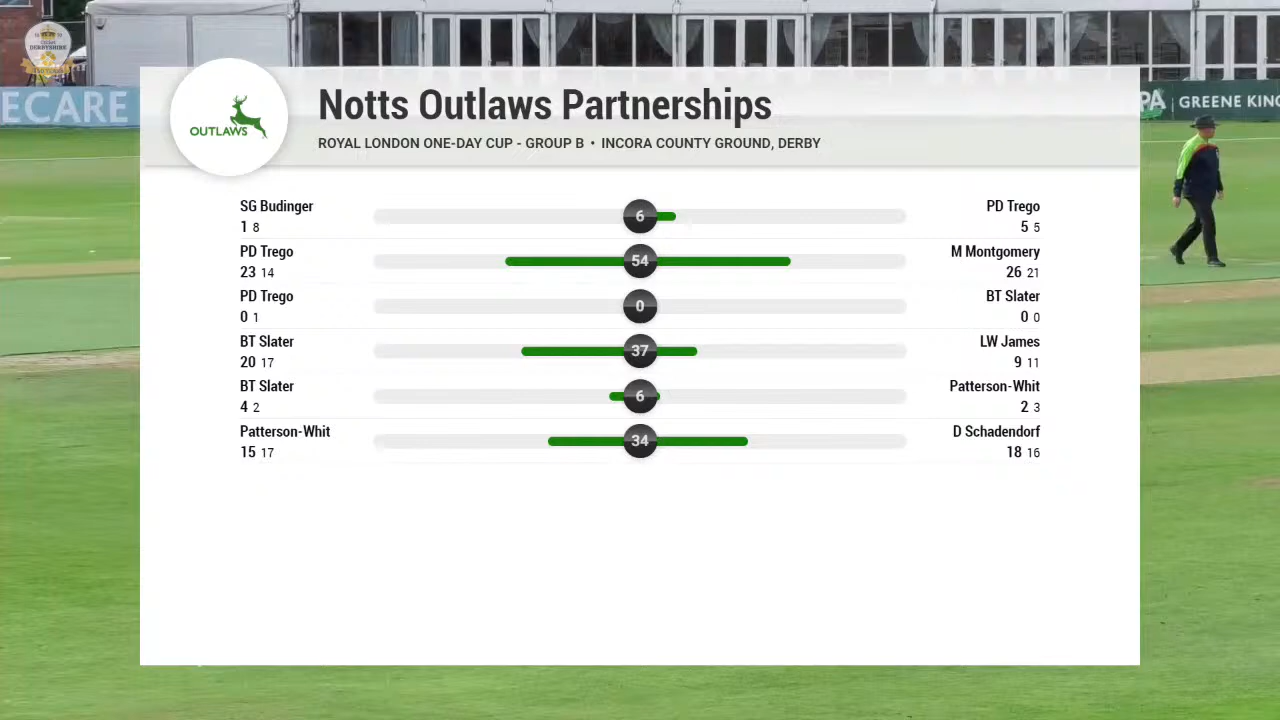 DERBYSHIRE
ECARE
PA GREENE KING
OUTLAWS
Notts Outlaws Partnerships
ROYAL LONDON ONE-DAY CUP - GROUP B • INCORA COUNTY GROUND, DERBY
SG Budinger 6 PD Trego
1 8 5 5
PD Trego 54 M Montgomery
23 14 26 21
PD Trego 0 BT Slater
0 1 0 0
BT Slater 37 LW James
20 17 9 11
BT Slater 6 Patterson-Whit
4 2 2 3
Patterson-Whit 34 D Schadendorf
15 17 18 16